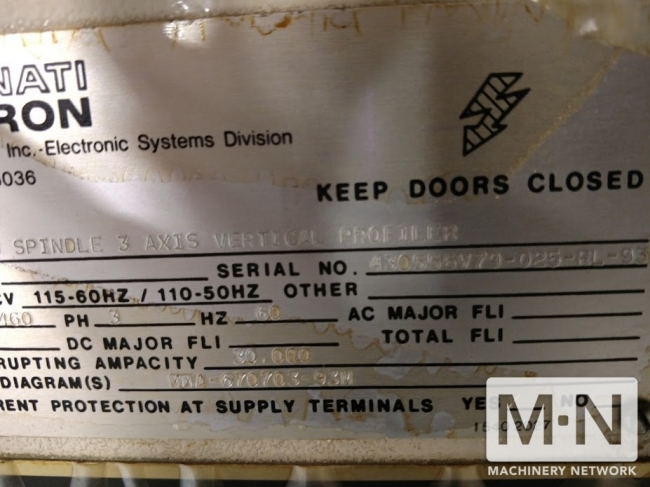 NATI
RON
Inc.-Electronic Systems Division
6036
KEEP DOORS CLOSED
SPINDLE 3 AXIS VERTICAL PROFILER
SERIAL NO.
CV 115-60HZ / 110-50HZ OTHER
460 PH 3 HZ 60 AC MAJOR FLI
DC MAJOR FLI TOTAL FLI
RUPTING AMPACITY 30,000
DIAGRAM(S)
RENT PROTECTION AT SUPPLY TERMINALS YES NO
M·N
MACHINERY NETWORK